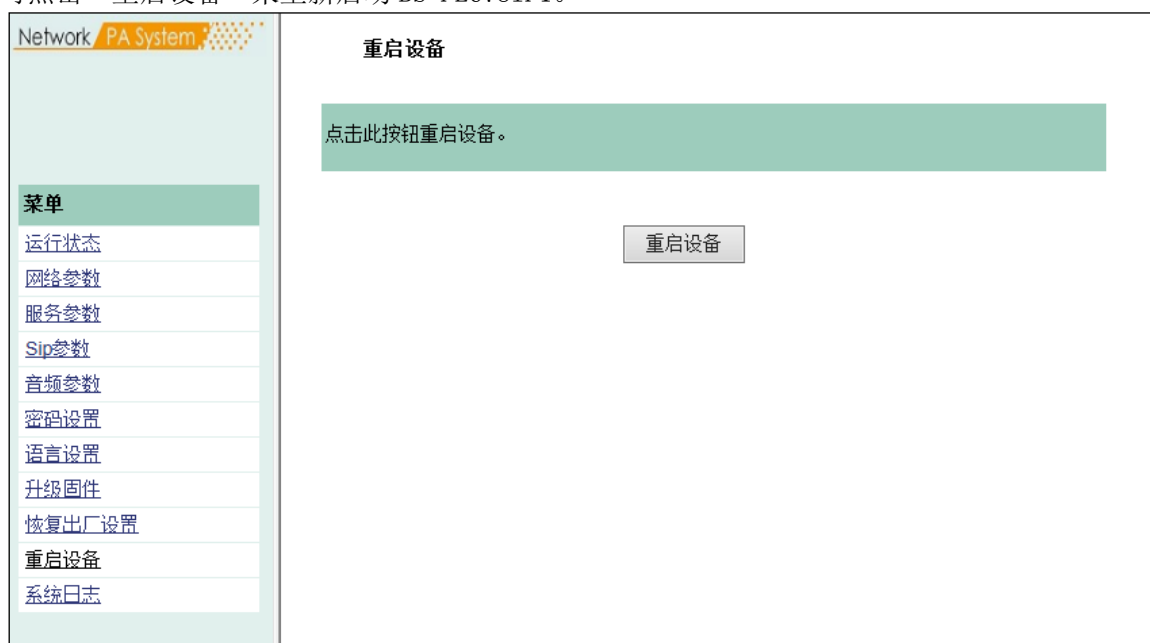 Network PA System
重启设备
点击此按钮重启设备。
重启设备
菜单
运行状态
网络参数
服务参数
Sip参数
音频参数
密码设置
语言设置
升级固件
恢复出厂设置
重启设备
系统日志